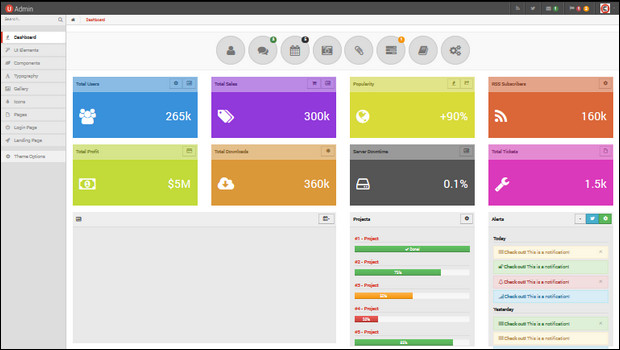 U Admin
Search...
Dashboard
Dashboard
UI Elements
Components
Typography
Gallery
Icons
Pages
Login Page
Landing Page
Theme Options
Total Users
265k
Total Sales
300k
Popularity
+90%
RSS Subscribers
160k
Total Profit
$5M
Total Downloads
360k
Server Downtime
0.1%
Total Tickets
1.5k
Projects
#1 - Project
Done
#2 - Project
75%
#3 - Project
#4 - Project
#5 - Project
Alerts
Today
Check out! This is a notification!
Check out! This is a notification!
Check out! This is a notification!
Check out! This is a notification!
Yesterday
Check out! This is a notification!
Check out! This is a notification!